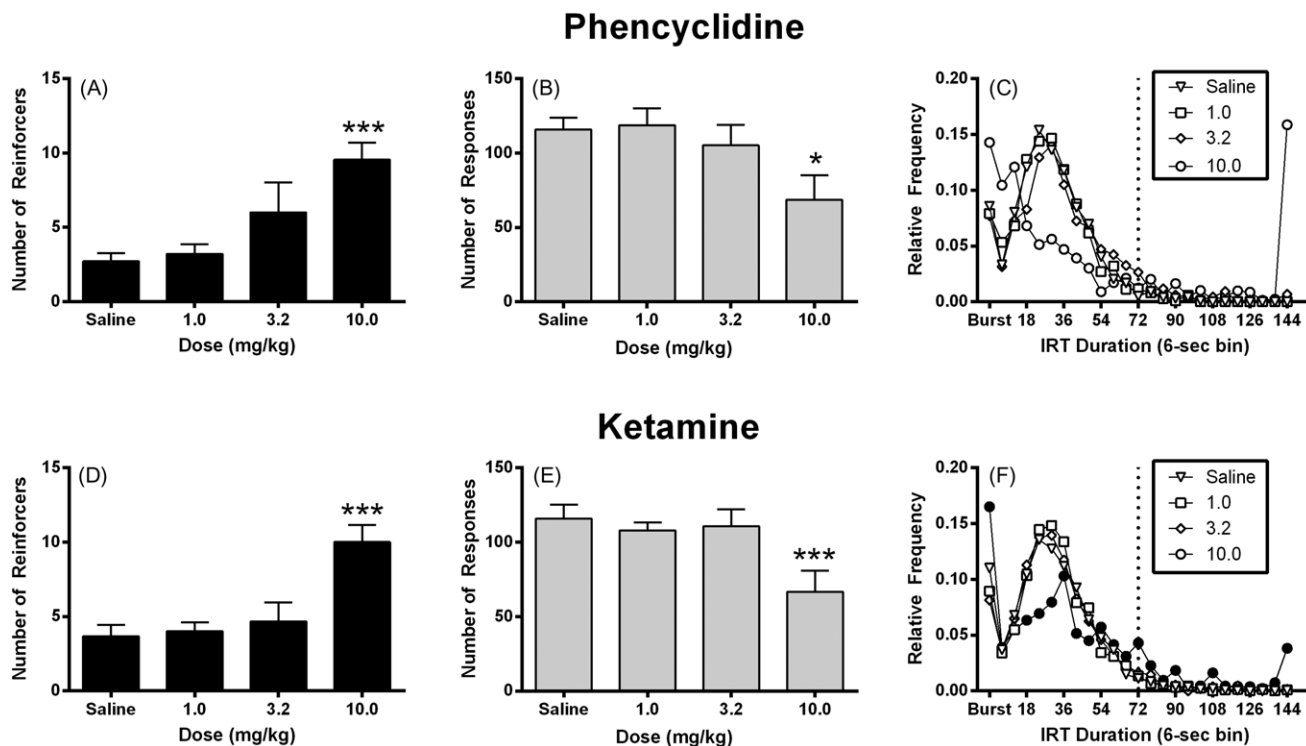 Phencyclidine
(A)
Number of Reinforcers
15
10
5
0
***
Saline 1.0 3.2 10.0
Dose (mg/kg)
(B)
Number of Responses
150
100
50
0
*
Saline 1.0 3.2 10.0
Dose (mg/kg)
(C)
Relative Frequency
0.20
0.15
0.10
0.05
0.00
Saline
1.0
3.2
10.0
Burst 18 36 54 72 90 108 126 144
IRT Duration (6-sec bin)
Ketamine
(D)
Number of Reinforcers
15
10
5
0
***
Saline 1.0 3.2 10.0
Dose (mg/kg)
(E)
Number of Responses
150
100
50
0
***
Saline 1.0 3.2 10.0
Dose (mg/kg)
(F)
Relative Frequency
0.20
0.15
0.10
0.05
0.00
Saline
1.0
3.2
10.0
Burst 18 36 54 72 90 108 126 144
IRT Duration (6-sec bin)